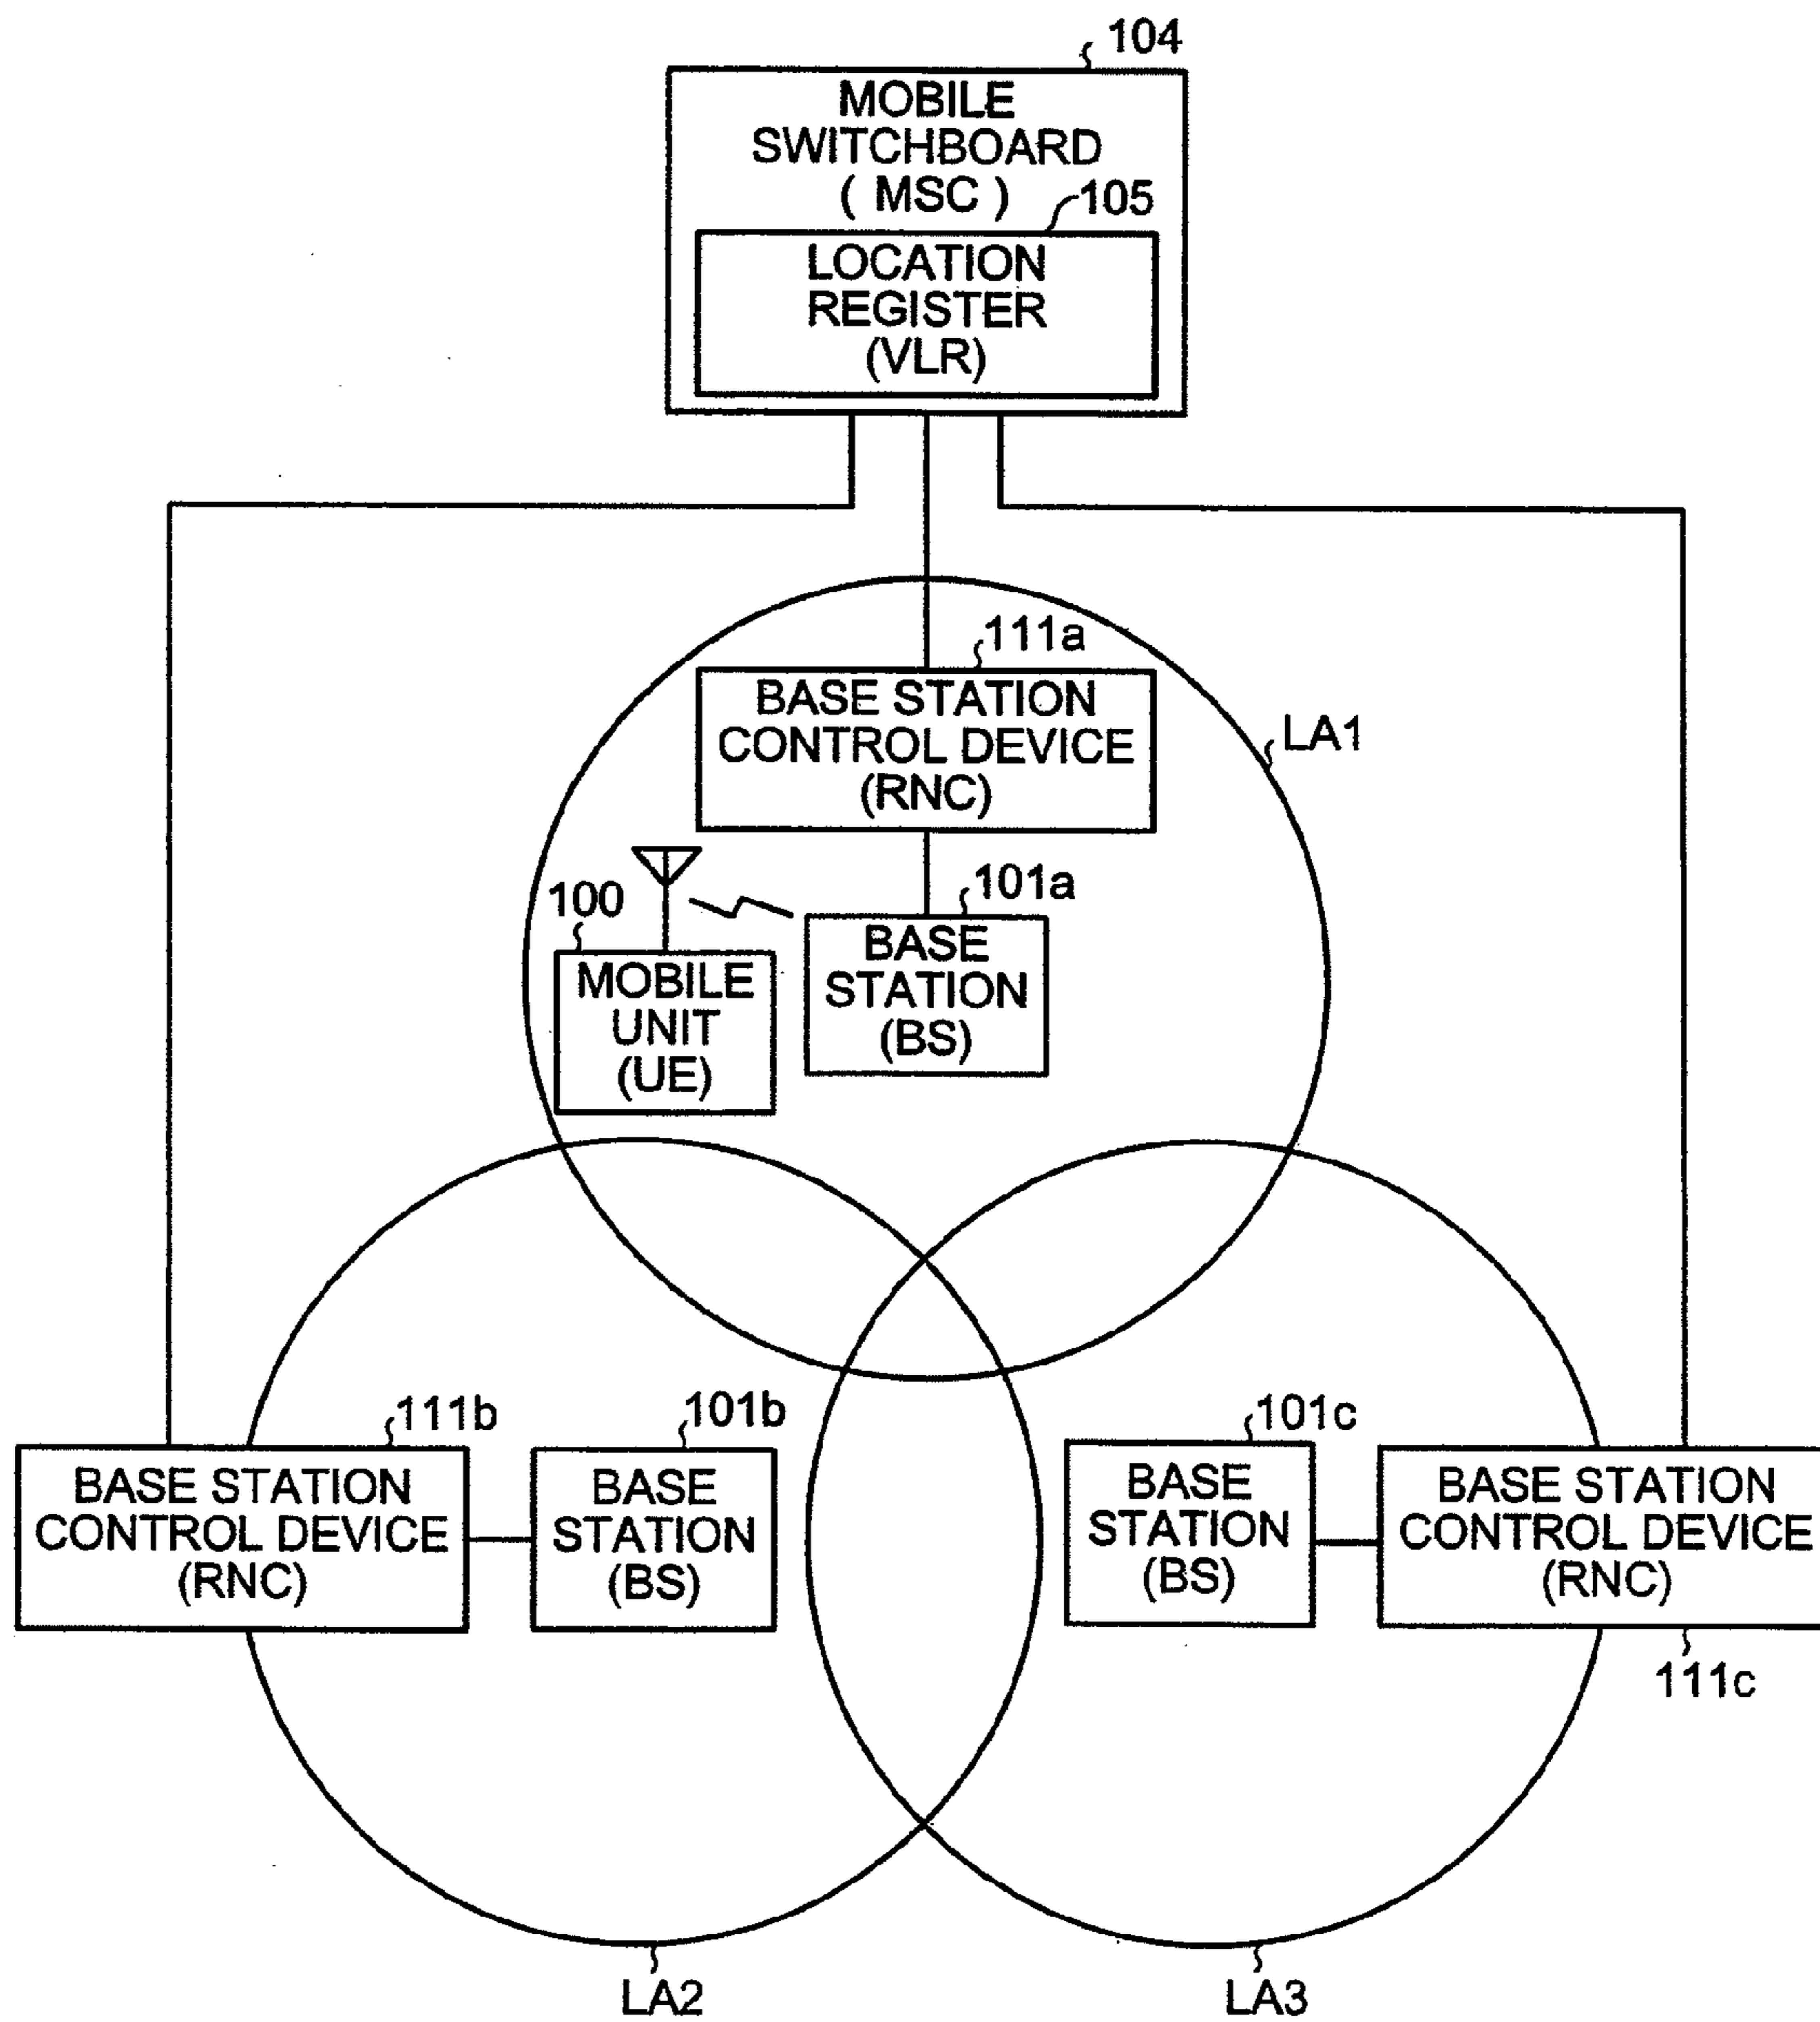 104
MOBILE
SWITCHBOARD
( MSC )
105
LOCATION
REGISTER
(VLR)
111a
BASE STATION
CONTROL DEVICE
(RNC)
LA1
101a
100
BASE
STATION
(BS)
MOBILE
UNIT
(UE)
111b
BASE STATION
CONTROL DEVICE
(RNC)
101b
BASE
STATION
(BS)
101c
BASE
STATION
(BS)
BASE STATION
CONTROL DEVICE
(RNC)
111c
LA2
LA3